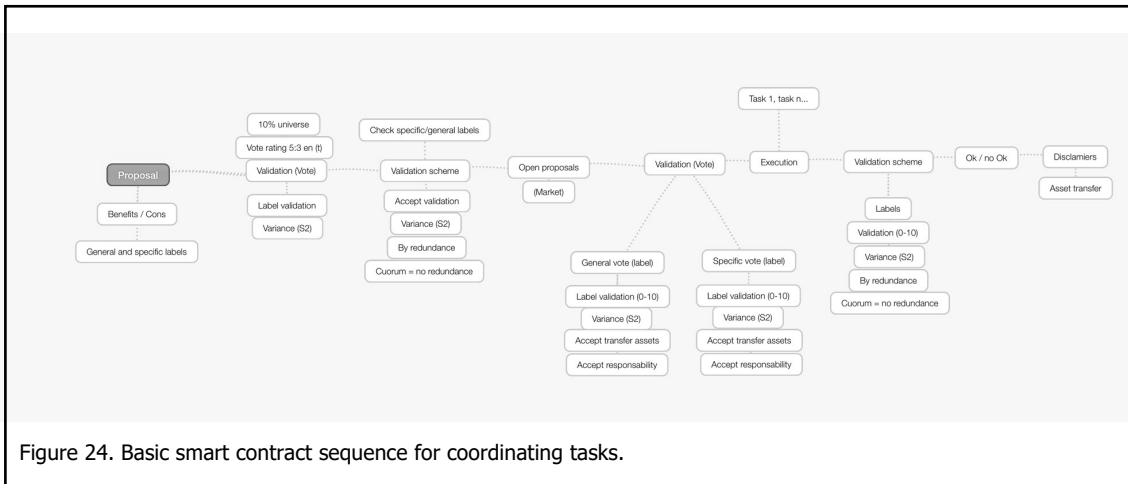 Proposal
Benefits / Cons
General and specific labels
10% universe
Vote rating 5:3 en (t)
Validation (Vote)
Label validation
Variance (S2)
Check specific/general labels
Validation scheme
Accept validation
Variance (S2)
By redundance
Cuorum = no redundance
Open proposals
(Market)
Validation (Vote)
General vote (label)
Label validation (0-10)
Variance (S2)
Accept transfer assets
Accept responsability
Specific vote (label)
Label validation (0-10)
Variance (S2)
Accept transfer assets
Accept responsability
Task 1, task n...
Execution
Validation scheme
Labels
Validation (0-10)
Variance (S2)
By redundance
Cuorum = no redundance
Ok / no Ok
Disclamiers
Asset transfer
Figure 24. Basic smart contract sequence for coordinating tasks.